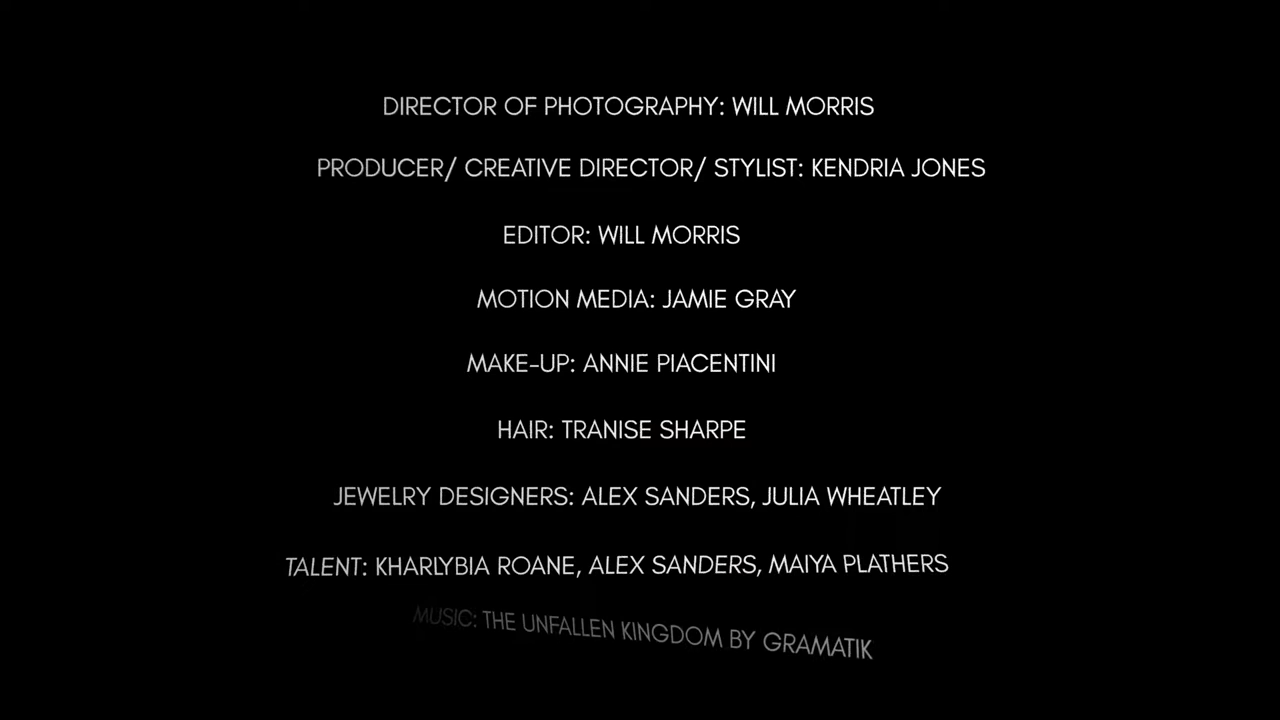 DIRECTOR OF PHOTOGRAPHY: WILL MORRIS
PRODUCER/ CREATIVE DIRECTOR/ STYLIST: KENDRIA JONES
EDITOR: WILL MORRIS
MOTION MEDIA: JAMIE GRAY
MAKE-UP: ANNIE PIACENTINI
HAIR: TRANISE SHARPE
JEWELRY DESIGNERS: ALEX SANDERS, JULIA WHEATLEY
TALENT: KHARLYBIA ROANE, ALEX SANDERS, MAIYA PLATHERS
MUSIC: THE UNFALLEN KINGDOM BY GRAMATIK